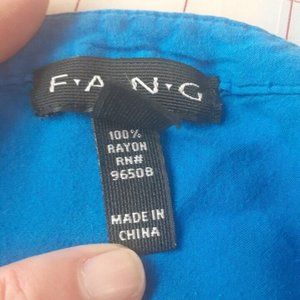 F·A·N·G
100%
RAYON
RN#
96508
MADE IN
CHINA